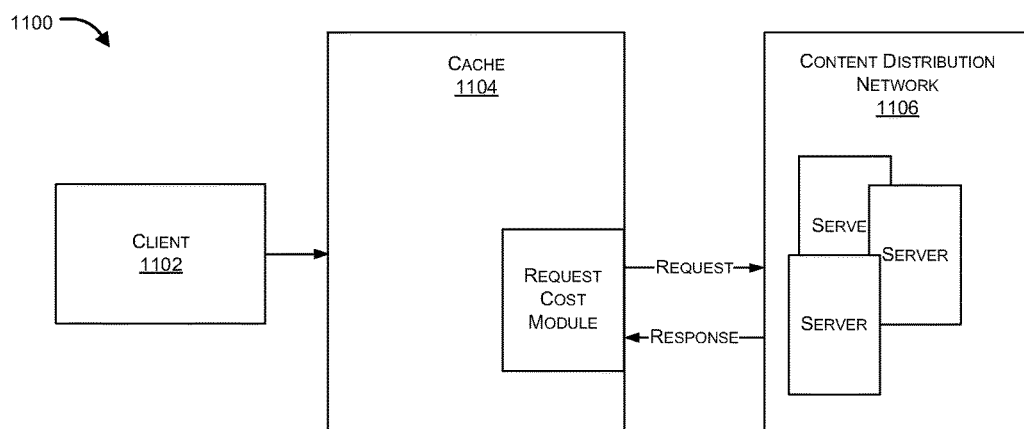 1100
CACHE
1104
CONTENT DISTRIBUTION
NETWORK
1106
CLIENT
1102
REQUEST
COST
MODULE
REQUEST
RESPONSE
SERVE
SERVER
SERVER